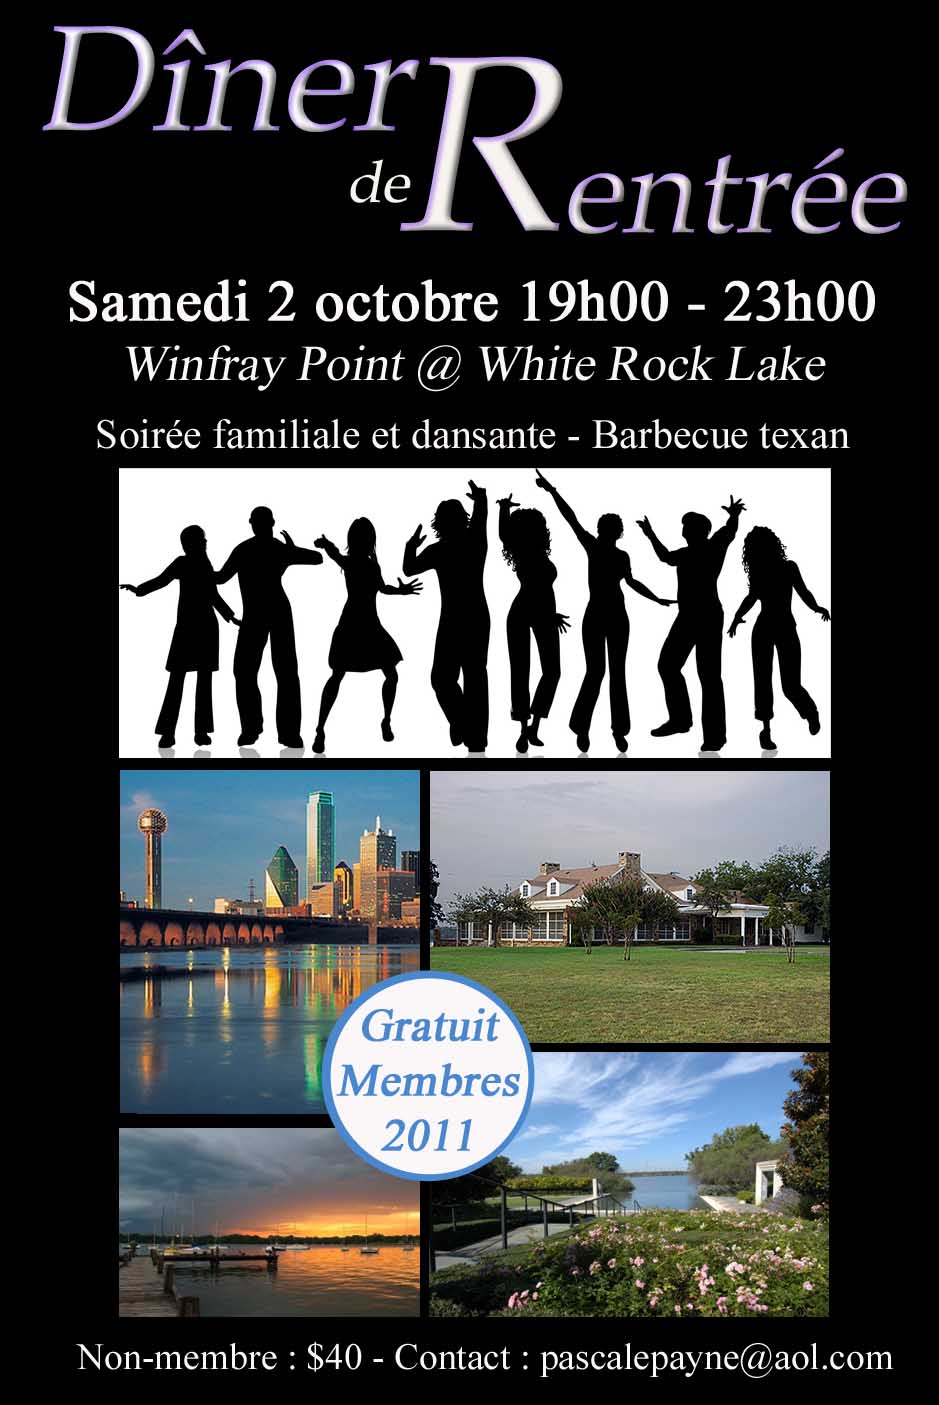 Dîner
de Rentrée
Samedi 2 octobre 19h00 - 23h00
Winfray Point @ White Rock Lake
Soirée familiale et dansante - Barbecue texan
Gratuit
Membres
2011
Non-membre : $40 - Contact : pascalepayne@aol.com